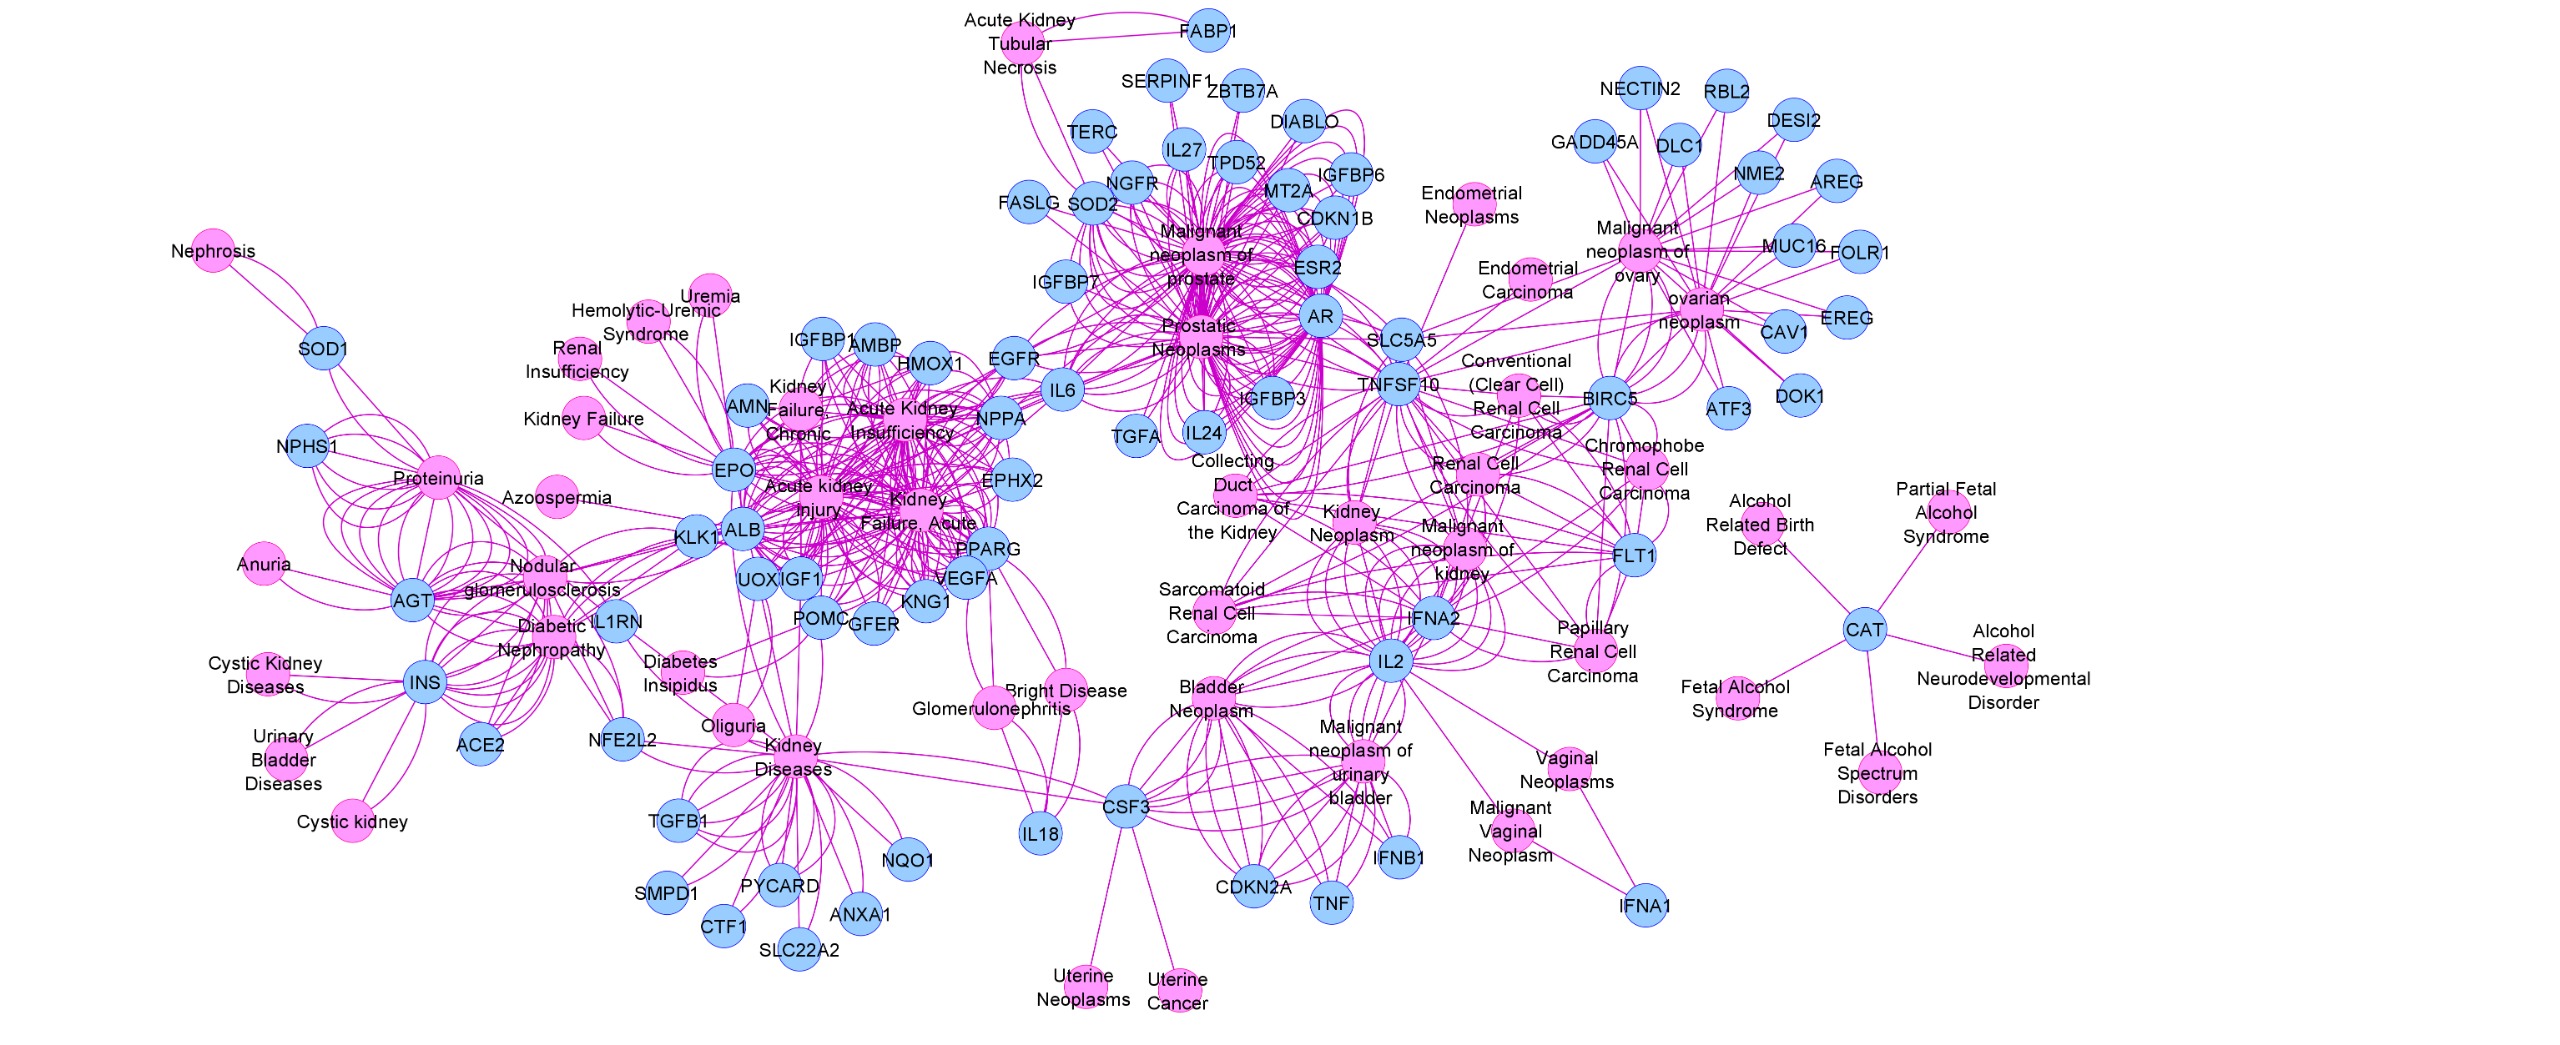 Acute Kidney
Tubular
Necrosis
FABP1
SERPINF1
ZBTB7A
TERC
DIABLO
IL27
TPD52
NGFR
MT2A
IGFBP6
FASLG
SOD2
CDKN1B
Malignant
neoplasm of
prostate
ESR2
IGFBP7
AR
Prostatic
Neoplasms
EGFR
IL6
IGFBP3
TGFA
IL24
SLC5A5
TNFSF10
Endometrial
Neoplasms
Endometrial
Carcinoma
NECTIN2
RBL2
GADD45A
DLC1
DESI2
NME2
AREG
Malignant
neoplasm of
ovary
MUC16
FOLR1
ovarian
neoplasm
CAV1
EREG
ATF3
DOK1
BIRC5
Conventional
(Clear Cell)
Renal Cell
Carcinoma
Chromophobe
Renal Cell
Carcinoma
Renal Cell
Carcinoma
Collecting
Duct
Carcinoma of
the Kidney
Kidney
Neoplasm
Malignant
neoplasm of
kidney
FLT1
Sarcomatoid
Renal Cell
Carcinoma
IFNA2
IL2
Papillary
Renal Cell
Carcinoma
Nephrosis
SOD1
NPHS1
Proteinuria
Hemolytic-Uremic
Syndrome
Uremia
Renal
Insufficiency
Kidney Failure
Azoospermia
IGFBP1
AMBP
HMOX1
AMN
Kidney
Failure,
Chronic
Acute Kidney
Insufficiency
NPPA
EPO
Acute kidney
injury
Kidney
Failure, Acute
EPHX2
KLK1
ALB
PPARG
UOX
IGF1
VEGFA
POMC
GFER
KNG1
Anuria
AGT
Nodular
glomerulosclerosis
Diabetic
Nephropathy
IL1RN
Cystic Kidney
Diseases
INS
Urinary
Bladder
Diseases
Cystic kidney
ACE2
NFE2L2
Diabetes
Insipidus
Oliguria
Kidney
Diseases
Glomerulonephritis
Bright Disease
TGFB1
SMPD1
CTF1
PYCARD
SLC22A2
ANXA1
NQO1
IL18
CSF3
Uterine
Neoplasms
Uterine
Cancer
Bladder
Neoplasm
Malignant
neoplasm of
urinary
bladder
CDKN2A
TNF
IFNB1
Vaginal
Neoplasms
Malignant
Vaginal
Neoplasm
IFNA1
Alcohol
Related Birth
Defect
Partial Fetal
Alcohol
Syndrome
CAT
Alcohol
Related
Neurodevelopmental
Disorder
Fetal Alcohol
Syndrome
Fetal Alcohol
Spectrum
Disorders